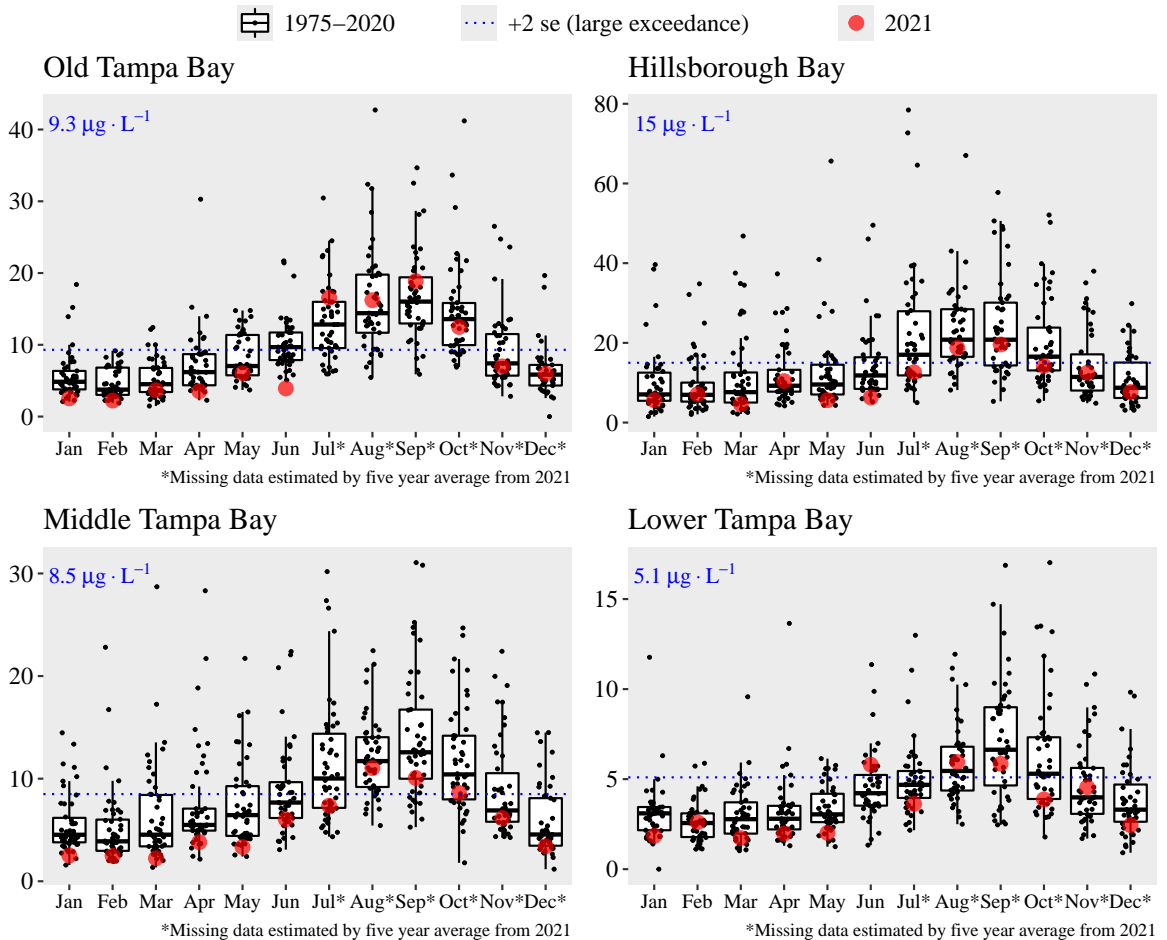 1975–2020 +2 se (large exceedance) 2021
Old Tampa Bay
9.3 μg · L⁻¹
40
30
20
10
0
Jan Feb Mar Apr May Jun Jul* Aug* Sep* Oct* Nov* Dec*
*Missing data estimated by five year average from 2021
Hillsborough Bay
15 μg · L⁻¹
80
60
40
20
0
Jan Feb Mar Apr May Jun Jul* Aug* Sep* Oct* Nov* Dec*
*Missing data estimated by five year average from 2021
Middle Tampa Bay
8.5 μg · L⁻¹
30
20
10
0
Jan Feb Mar Apr May Jun Jul* Aug* Sep* Oct* Nov* Dec*
*Missing data estimated by five year average from 2021
Lower Tampa Bay
5.1 μg · L⁻¹
15
10
5
0
Jan Feb Mar Apr May Jun Jul* Aug* Sep* Oct* Nov* Dec*
*Missing data estimated by five year average from 2021